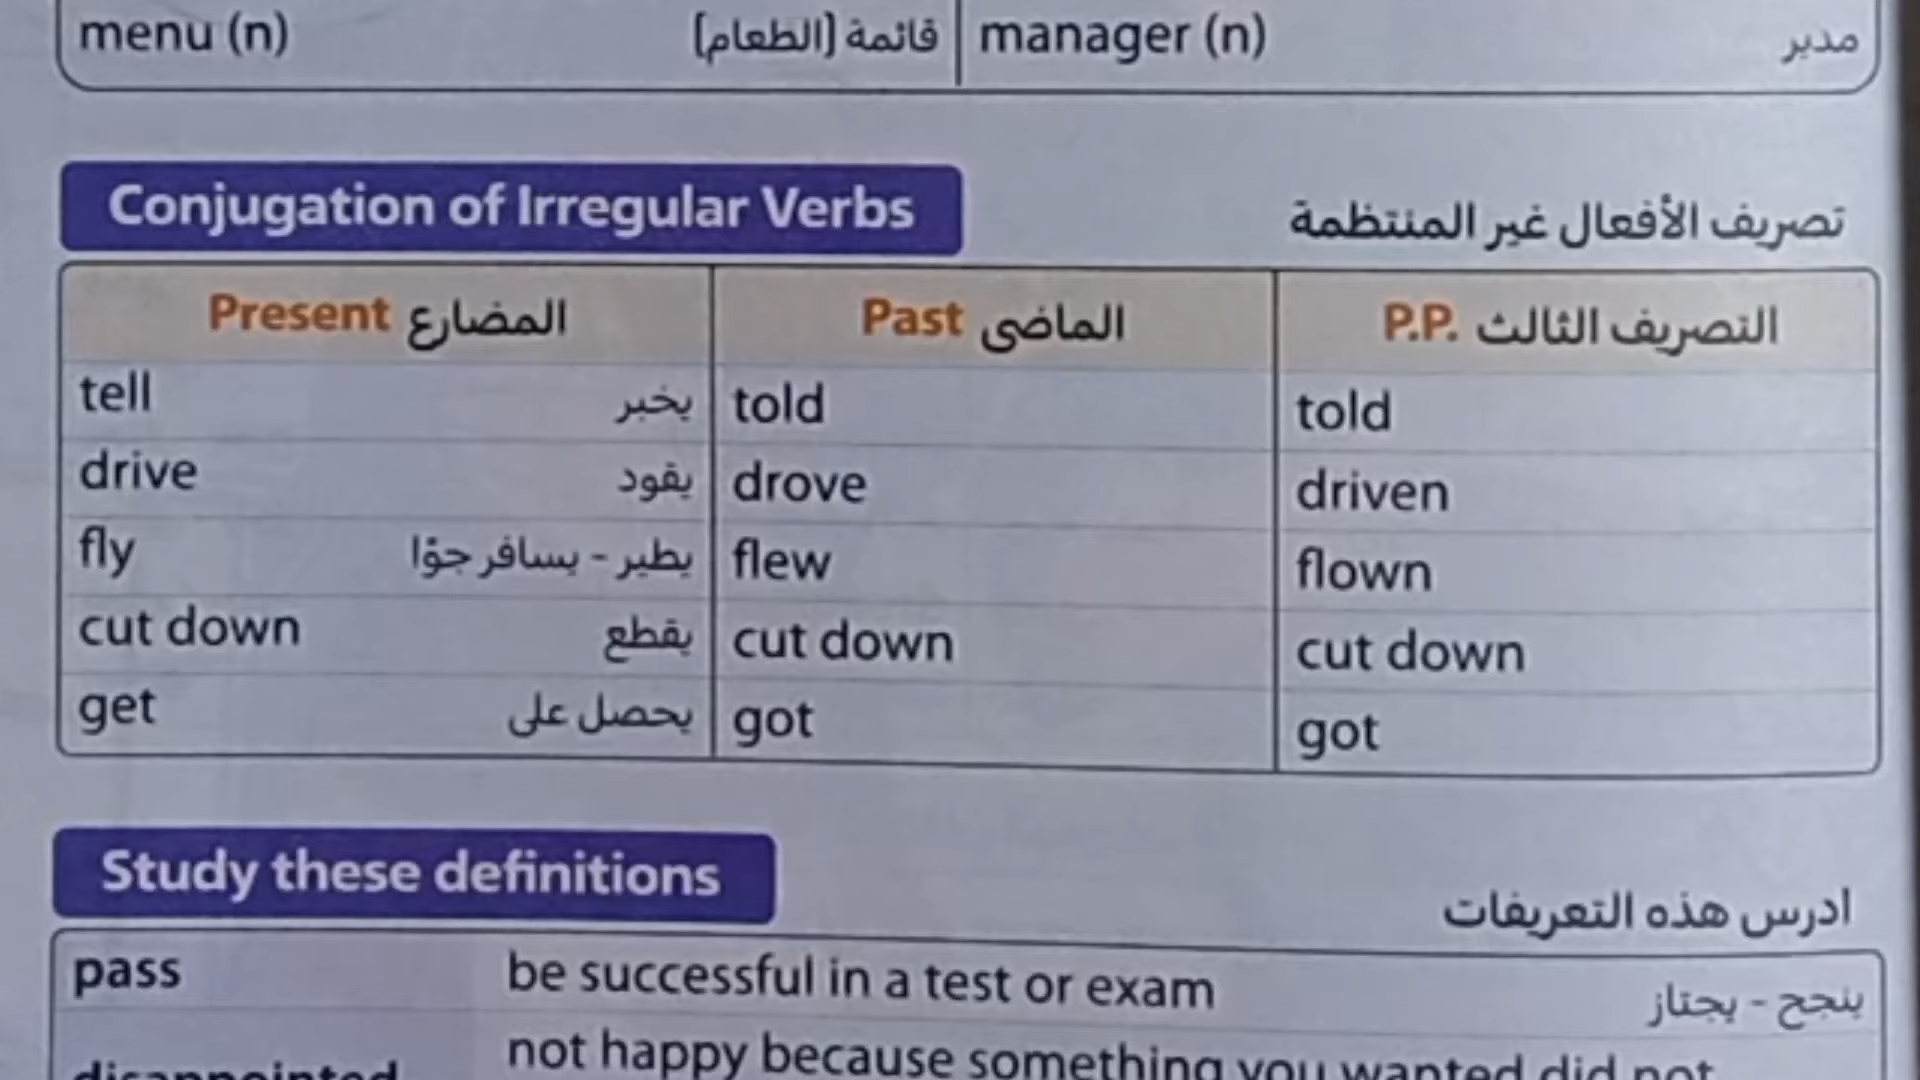 menu (n) قائمة [الطعام] manager (n) مدير
Conjugation of Irregular Verbs تصريف الأفعال غير المنتظمة
Present المضارع Past الماضى P.P. التصريف الثالث
tell يخبر told told
drive يقود drove driven
fly يطير - يسافر جوًا flew flown
cut down يقطع cut down cut down
get يحصل على got got
Study these definitions ادرس هذه التعريفات
pass be successful in a test or exam ينجح - يجتاز
disappointed not happy because something you wanted did not